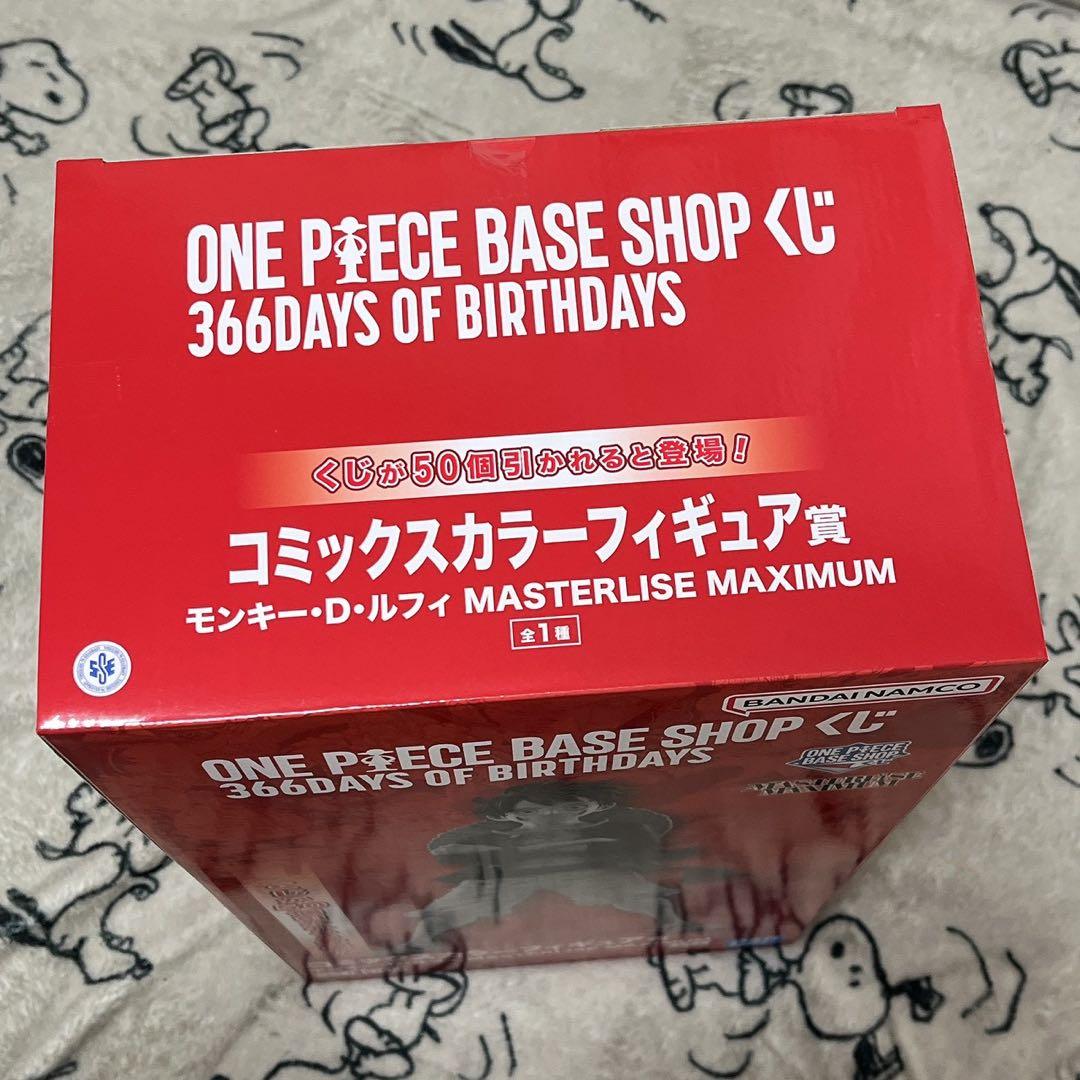 ONE PIECE BASE SHOP くじ
366DAYS OF BIRTHDAYS
くじが50個引かれると登場!
コミックスカラーフィギュア賞
モンキー・D・ルフィ MASTERLISE MAXIMUM
全1種
BANDAI NAMCO
ONE PIECE BASE SHOP くじ
366DAYS OF BIRTHDAYS
ONE PIECE
BASE SHOP
MASTERLISE
MAXIMUM